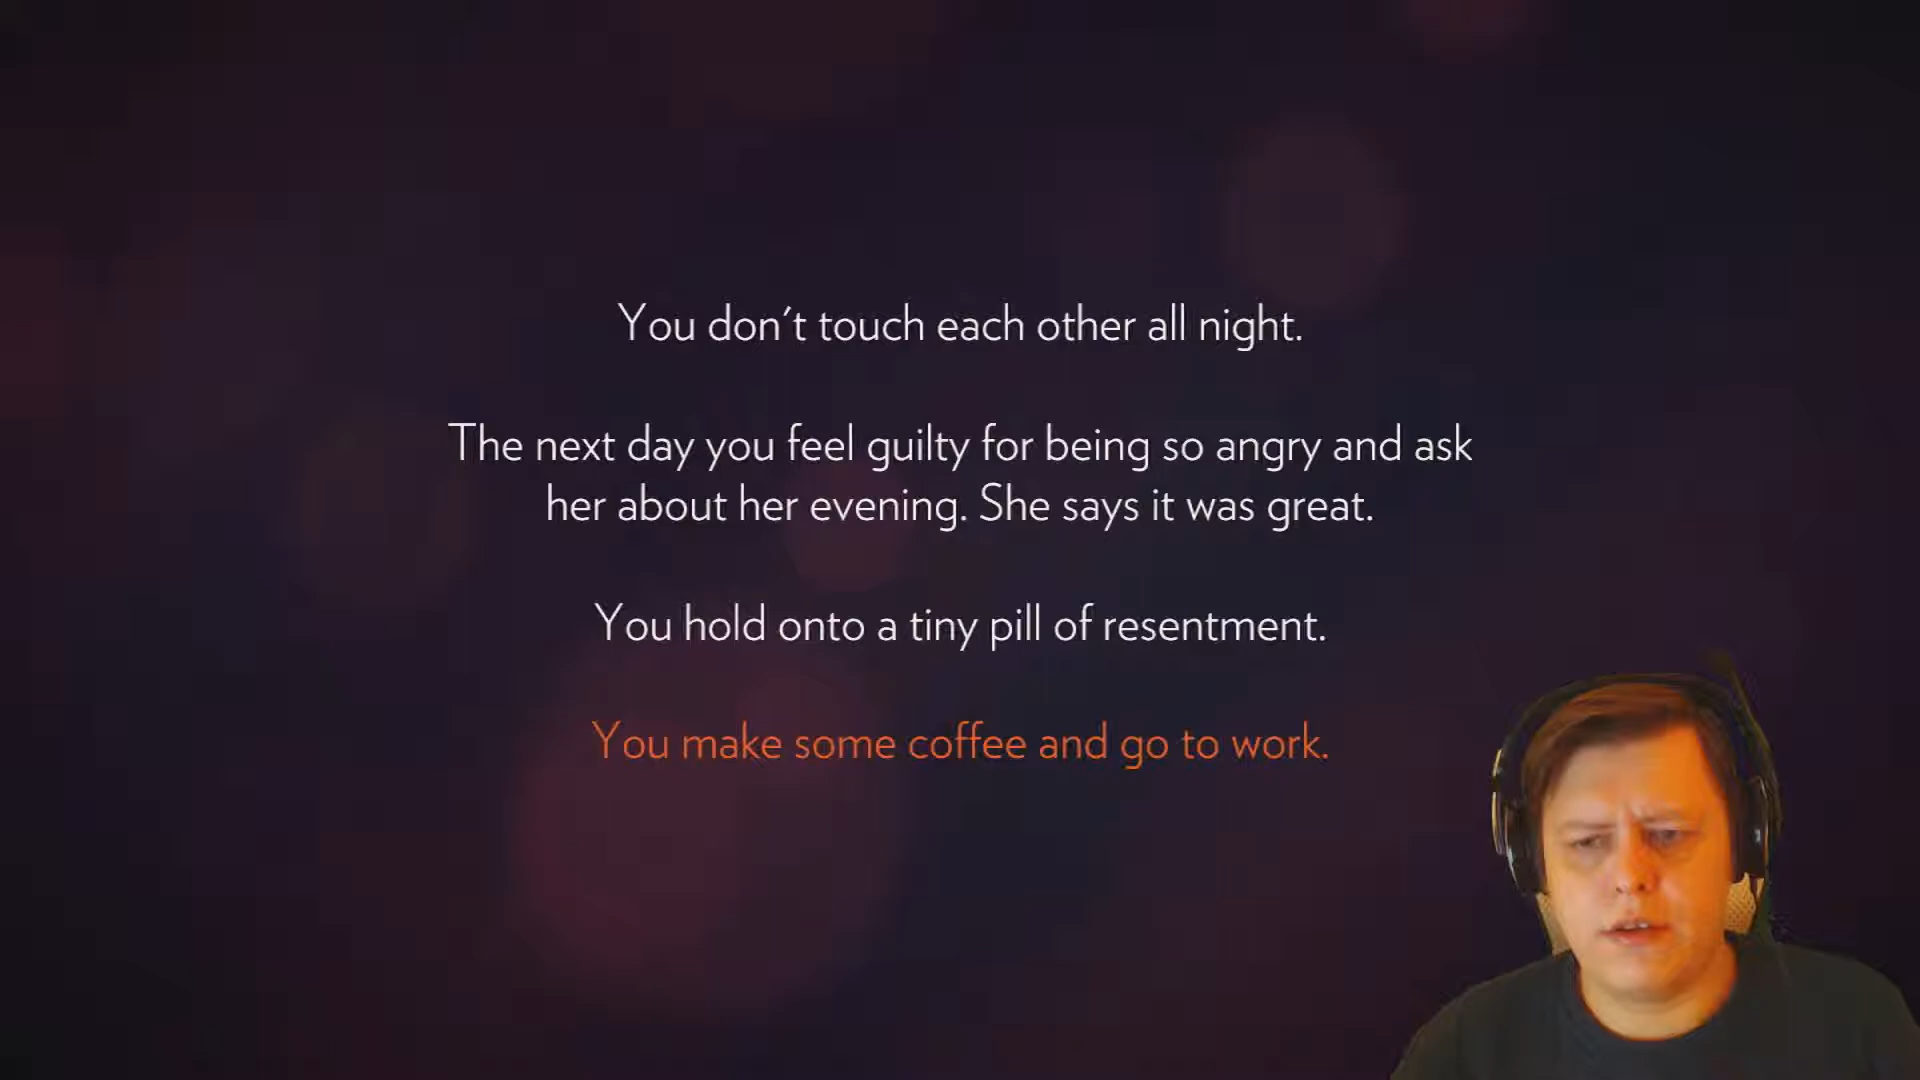 You don't touch each other all night.
The next day you feel guilty for being so angry and ask
her about her evening. She says it was great.
You hold onto a tiny pill of resentment.
You make some coffee and go to work.